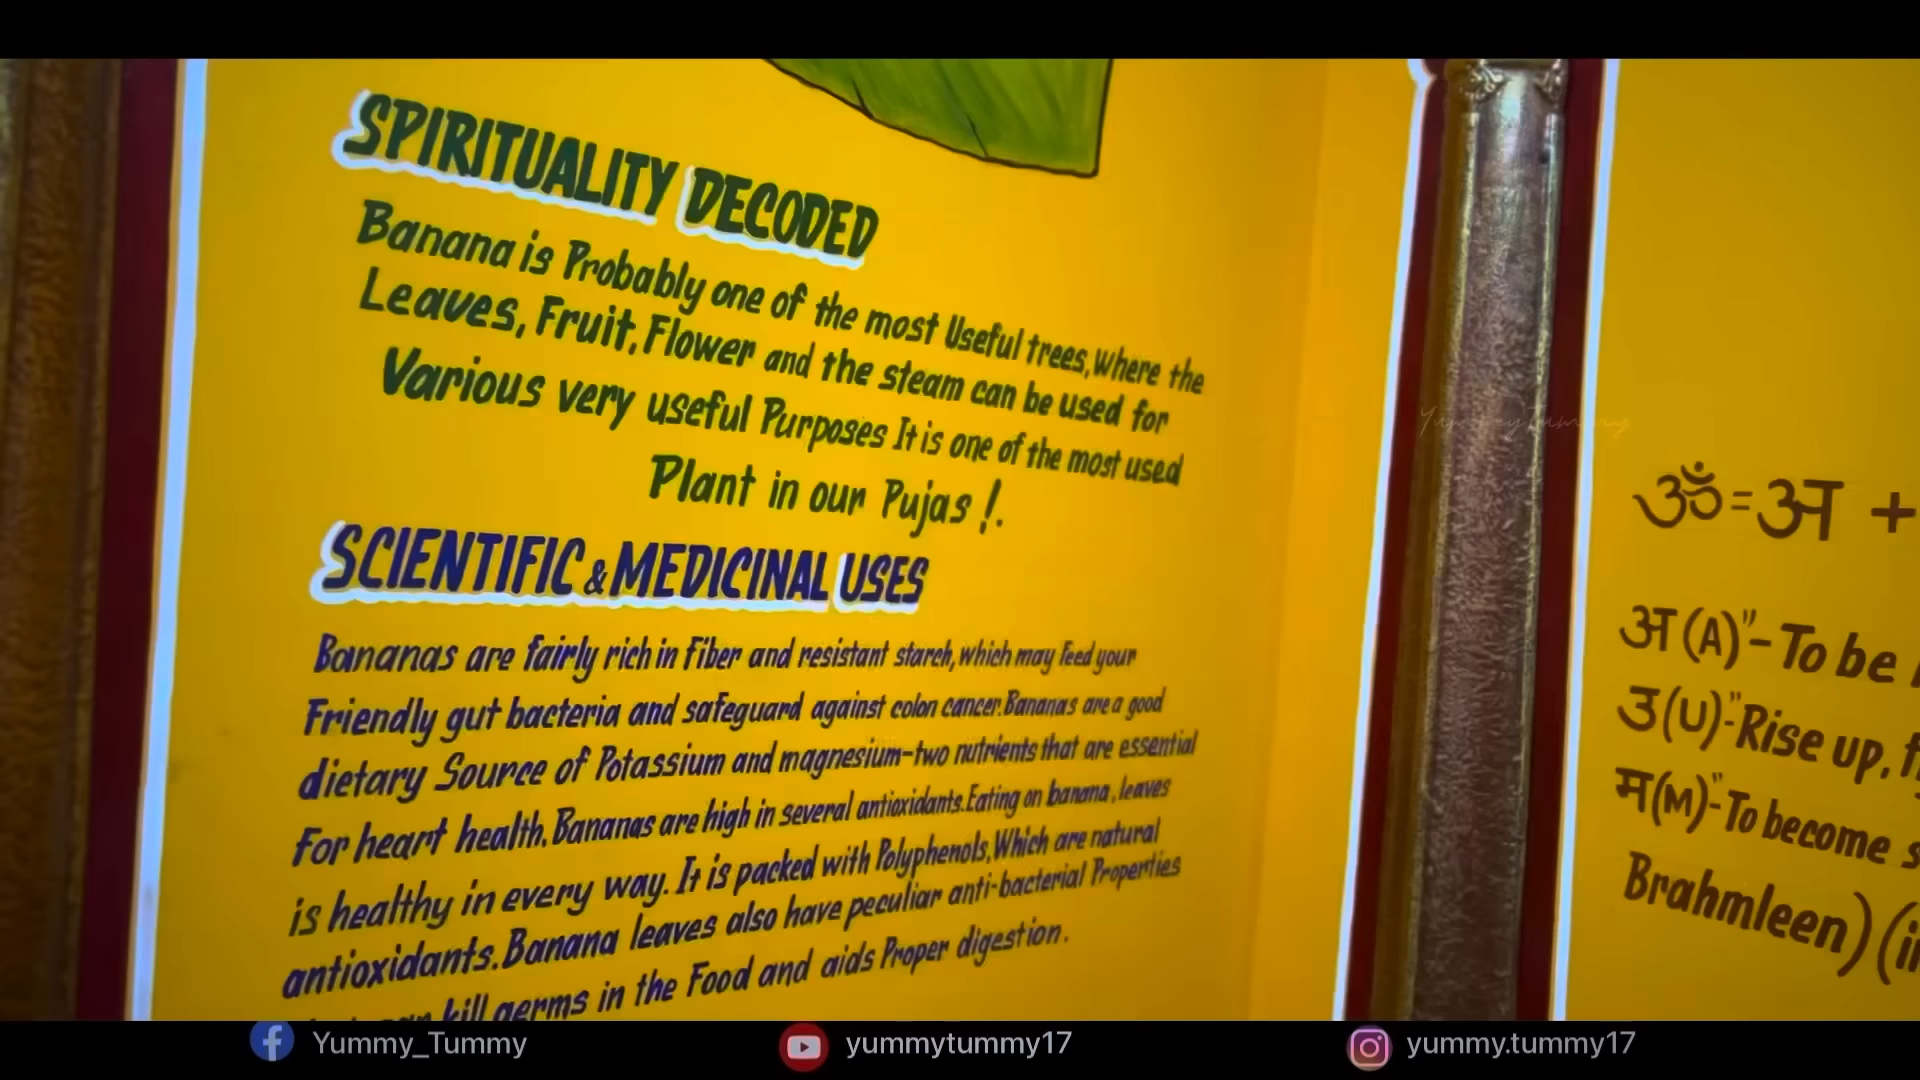 SPIRITUALITY DECODED
Banana is Probably one of the most Useful trees, Where the
Leaves, Fruit, Flower and the steam can be used for
Various very useful Purposes It is one of the most used
Plant in our Pujas !.
SCIENTIFIC & MEDICINAL USES
Bananas are fairly rich in Fiber and resistant starch, which may feed your
Friendly gut bacteria and safeguard against colon cancer. Bananas are a good
dietary Source of Potassium and magnesium-two nutrients that are essential
For heart health. Bananas are high in several antioxidants. Eating on banana, leaves
is healthy in every way. It is packed with Polyphenols, Which are natural
antioxidants. Banana leaves also have peculiar anti-bacterial Properties
kill germs in the Food and aids Proper digestion.
YummyTummy
ॐ = अ +
अ (A)"- To be
उ (U)"- Rise up,
म (M)"- To become
Brahmleen) (
Yummy_Tummy
yummytummy17
yummy.tummy17